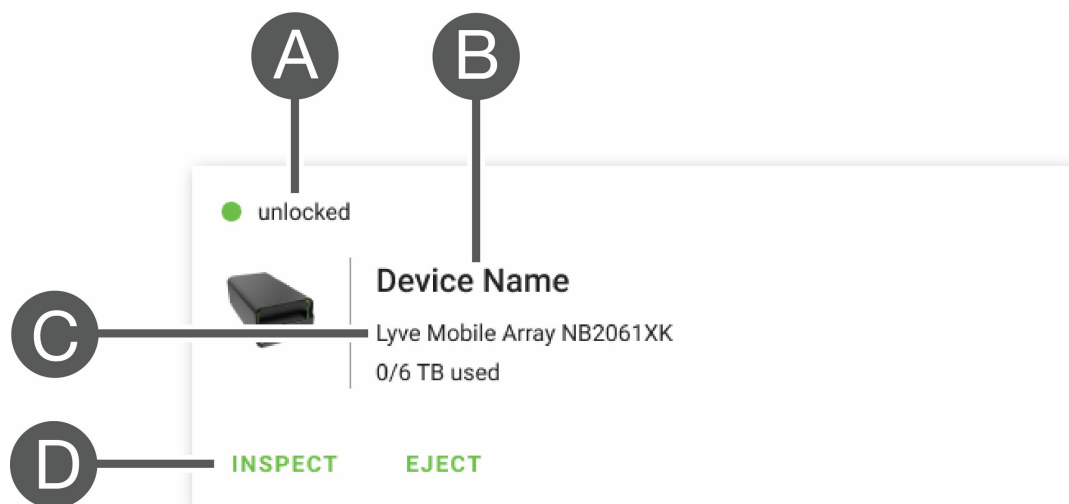 A B
unlocked
Device Name
C
Lyve Mobile Array NB2061XK
0/6 TB used
D
INSPECT EJECT